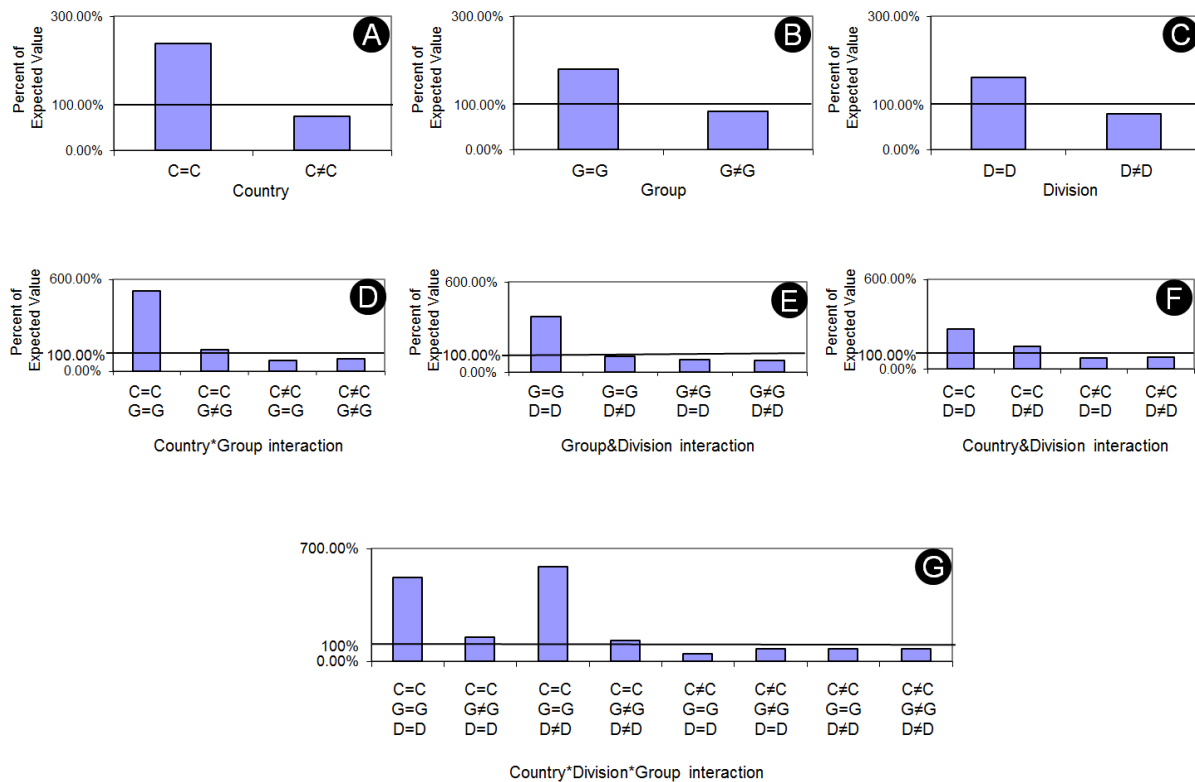 300.00%
100.00%
0.00%
Percent of
Expected Value
A
C=C
C≠C
Country
300.00%
100.00%
0.00%
Percent of
Expected Value
B
G=G
G≠G
Group
300.00%
100.00%
0.00%
Percent of
Expected Value
C
D=D
D≠D
Division
600.00%
100.00%
0.00%
Percent of
Expected Value
D
C=C C=C C≠C C≠C
G=G G≠G G=G G≠G
Country*Group interaction
600.00%
100.00%
0.00%
Percent of
Expected Value
E
G=G G=G G≠G G≠G
D=D D≠D D=D D≠D
Group&Division interaction
600.00%
100.00%
0.00%
Percent of
Expected Value
F
C=C C=C C≠C C≠C
D=D D≠D D=D D≠D
Country&Division interaction
700.00%
100%
0.00%
G
C=C C=C C=C C=C C≠C C≠C C≠C C≠C
G=G G≠G G=G G≠G G=G G≠G G=G G≠G
D=D D=D D≠D D≠D D=D D=D D≠D D≠D
Country*Division*Group interaction